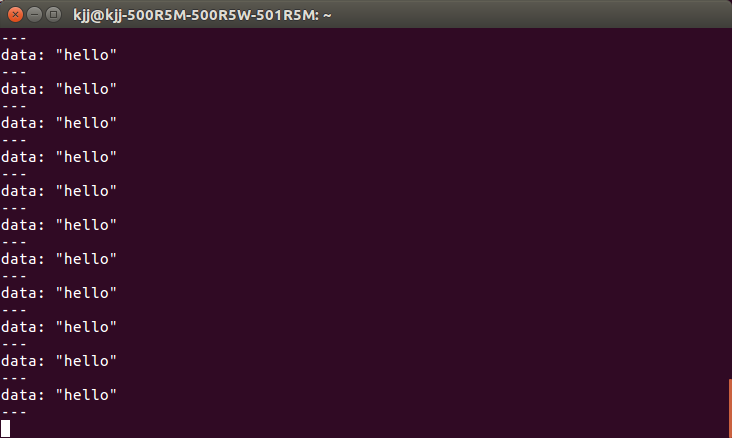 kjj@kjj-500R5M-500R5W-501R5M: ~
---
data: "hello"
---
data: "hello"
---
data: "hello"
---
data: "hello"
---
data: "hello"
---
data: "hello"
---
data: "hello"
---
data: "hello"
---
data: "hello"
---
data: "hello"
---
data: "hello"
---